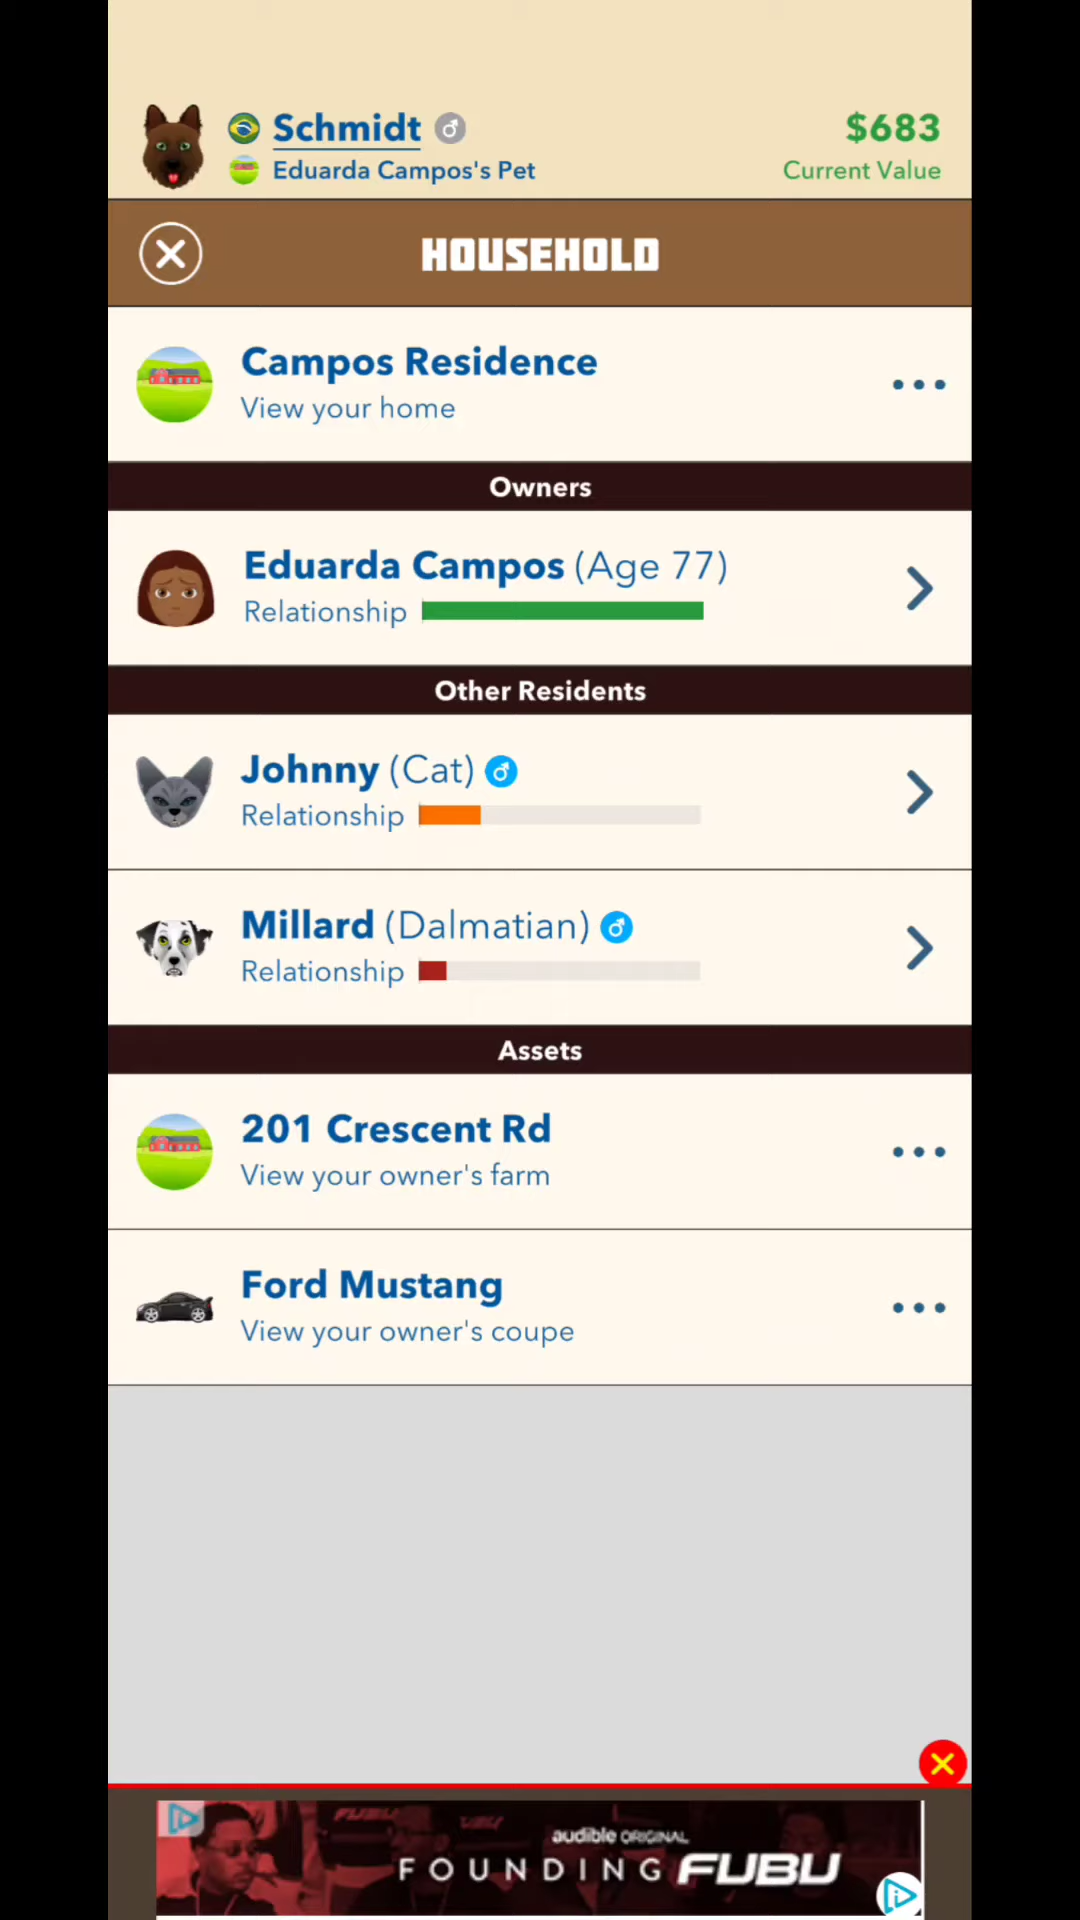 Schmidt
$683
Eduarda Campos's Pet
Current Value
HOUSEHOLD
Campos Residence
View your home
Owners
Eduarda Campos (Age 77)
Relationship
Other Residents
Johnny (Cat)
Relationship
Millard (Dalmatian)
Relationship
Assets
201 Crescent Rd
View your owner's farm
Ford Mustang
View your owner's coupe
audible ORIGINAL
FOUNDING FUBU